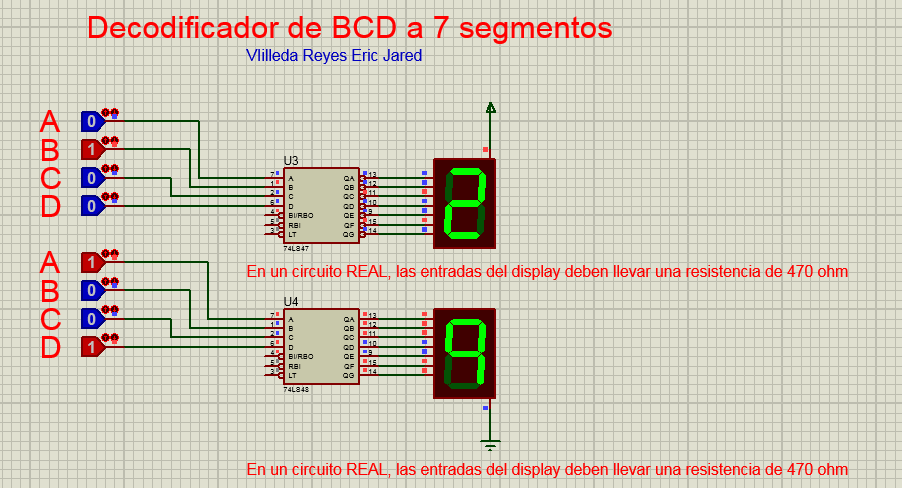 Decodificador de BCD a 7 segmentos
Vlilleda Reyes Eric Jared
A 0
B 1
C 0
D 0
U3
7 A QA 13
1 B QB 12
2 C QC 11
6 D QD 10
4 BI/RBO QE 9
5 RBI QF 15
3 LT QG 14
74LS47
En un circuito REAL, las entradas del display deben llevar una resistencia de 470 ohm
A 1
B 0
C 0
D 1
U4
7 A QA 13
1 B QB 12
2 C QC 11
6 D QD 10
4 BI/RBO QE 9
5 RBI QF 15
3 LT QG 14
74LS48
En un circuito REAL, las entradas del display deben llevar una resistencia de 470 ohm